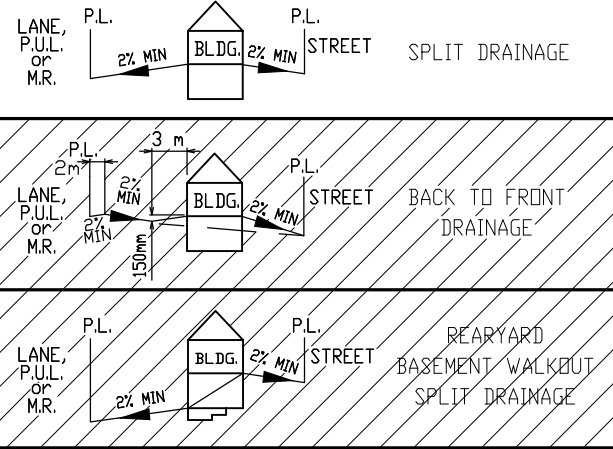 P.L.
P.L.
LANE,
P.U.L.
or
M.R.
2% MIN
BLDG.
2% MIN
STREET
SPLIT DRAINAGE
3 m
P.L.
2m
P.L.
LANE,
P.U.L.
or
M.R.
2%
MIN
2%
MIN
150mm
BLDG.
2% MIN
STREET
BACK TO FRONT
DRAINAGE
P.L.
P.L.
LANE,
P.U.L.
or
M.R.
2% MIN
BLDG.
2% MIN
STREET
REARYARD
BASEMENT WALKOUT
SPLIT DRAINAGE